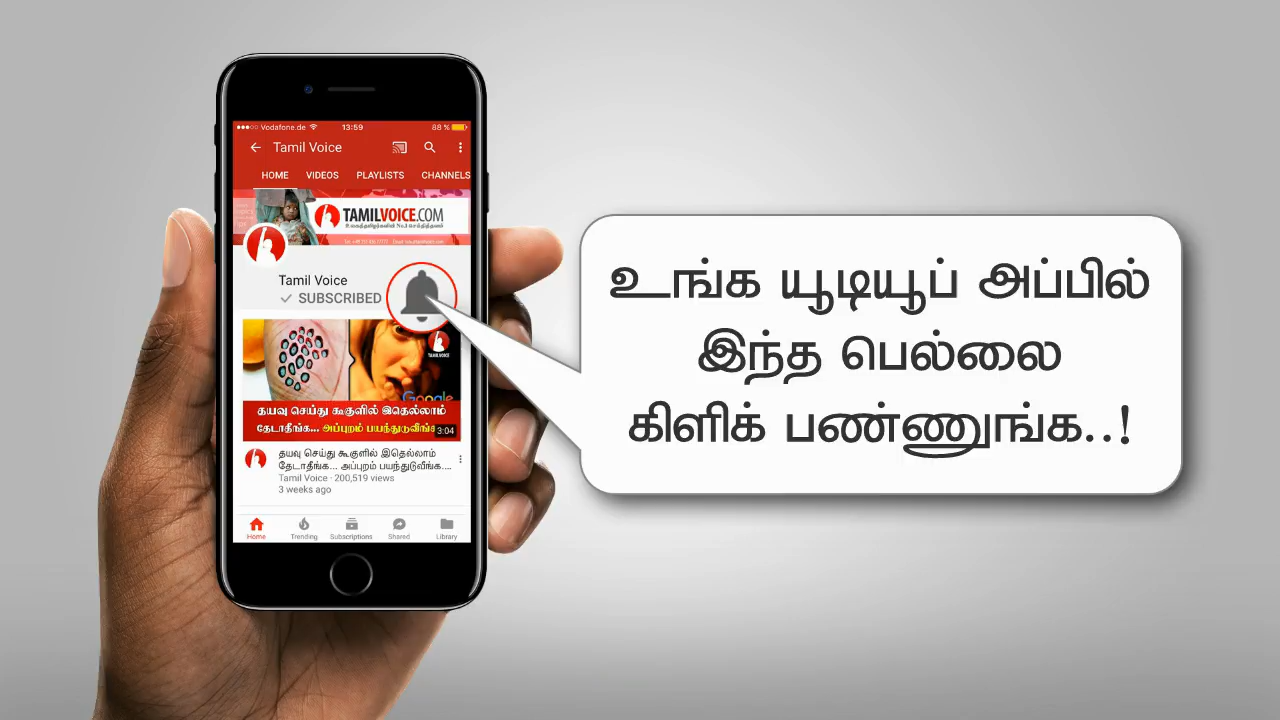 Vodafone.de 13:59 88 %
Tamil Voice
HOME VIDEOS PLAYLISTS CHANNELS
TAMILVOICE.COM
Tamil Voice
SUBSCRIBED
TAMILVOICE
Google
தயவு செய்து கூகுளில் இதெல்லாம்
தேடாதீங்க... அப்புறம் பயந்துடுவீங்க
3:04
தயவு செய்து கூகுளில் இதெல்லாம்
தேடாதீங்க... அப்புறம் பயந்துடுவீங்க....
Tamil Voice · 200,519 views
3 weeks ago
Home Trending Subscriptions Shared Library
உங்க யூடியூப் அப்பில்
இந்த பெல்லை
கிளிக் பண்ணுங்க..!